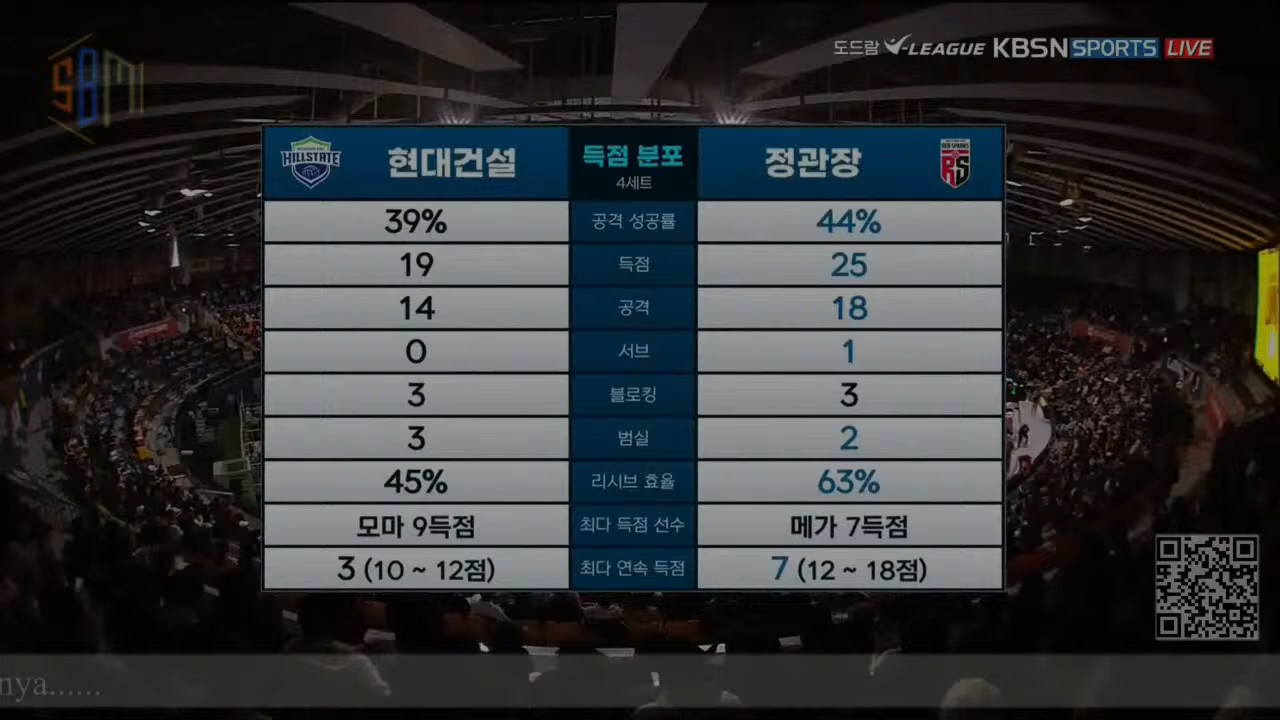 SBM
도드람 V-LEAGUE KBSN SPORTS LIVE
HILLSTATE 현대건설 득점 분포 정관장 RED SPARKS RS
4세트
39% 공격 성공률 44%
19 득점 25
14 공격 18
0 서브 1
3 블로킹 3
3 범실 2
45% 리시브 효율 63%
모마 9득점 최다 득점 선수 메가 7득점
3 (10 ~ 12점) 최다 연속 득점 7 (12 ~ 18점)
nya......